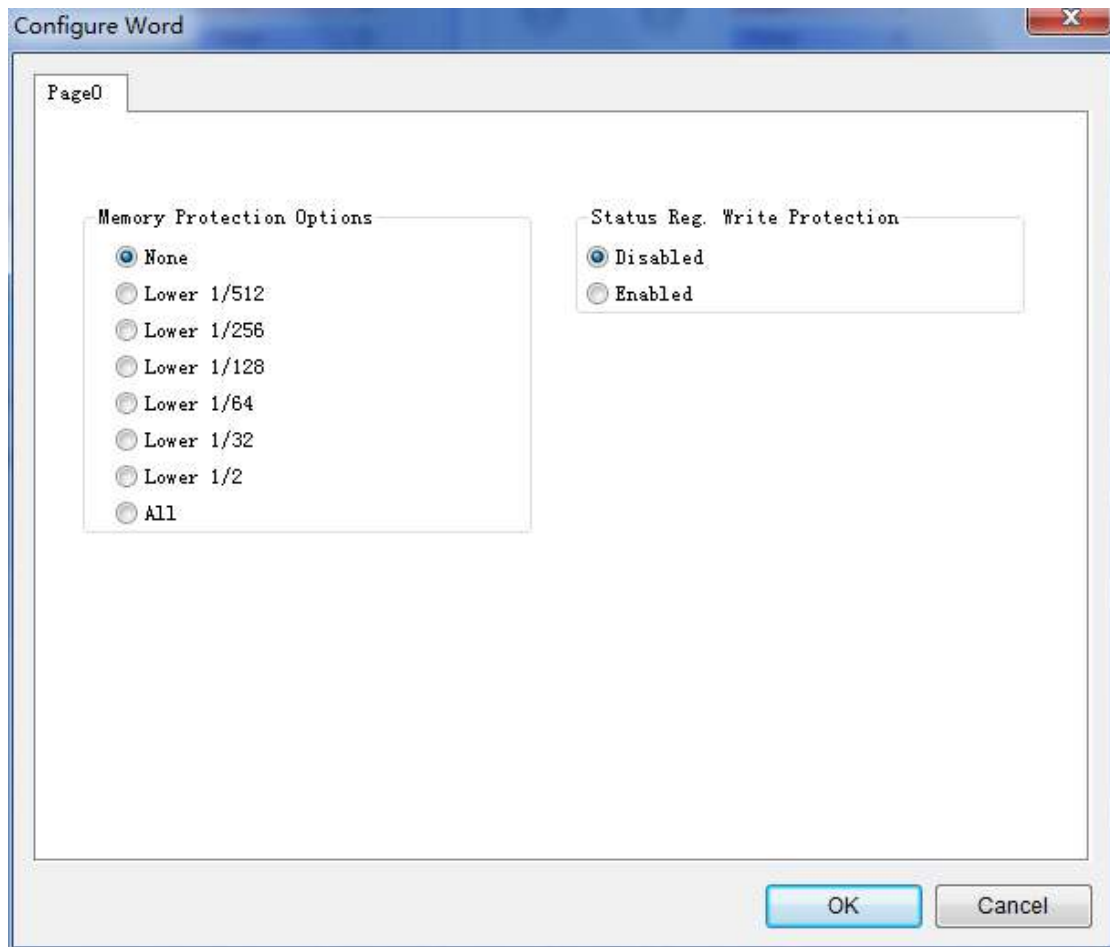 Configure Word
Page0
Memory Protection Options
None
Lower 1/512
Lower 1/256
Lower 1/128
Lower 1/64
Lower 1/32
Lower 1/2
All
Status Reg. Write Protection
Disabled
Enabled
OK
Cancel